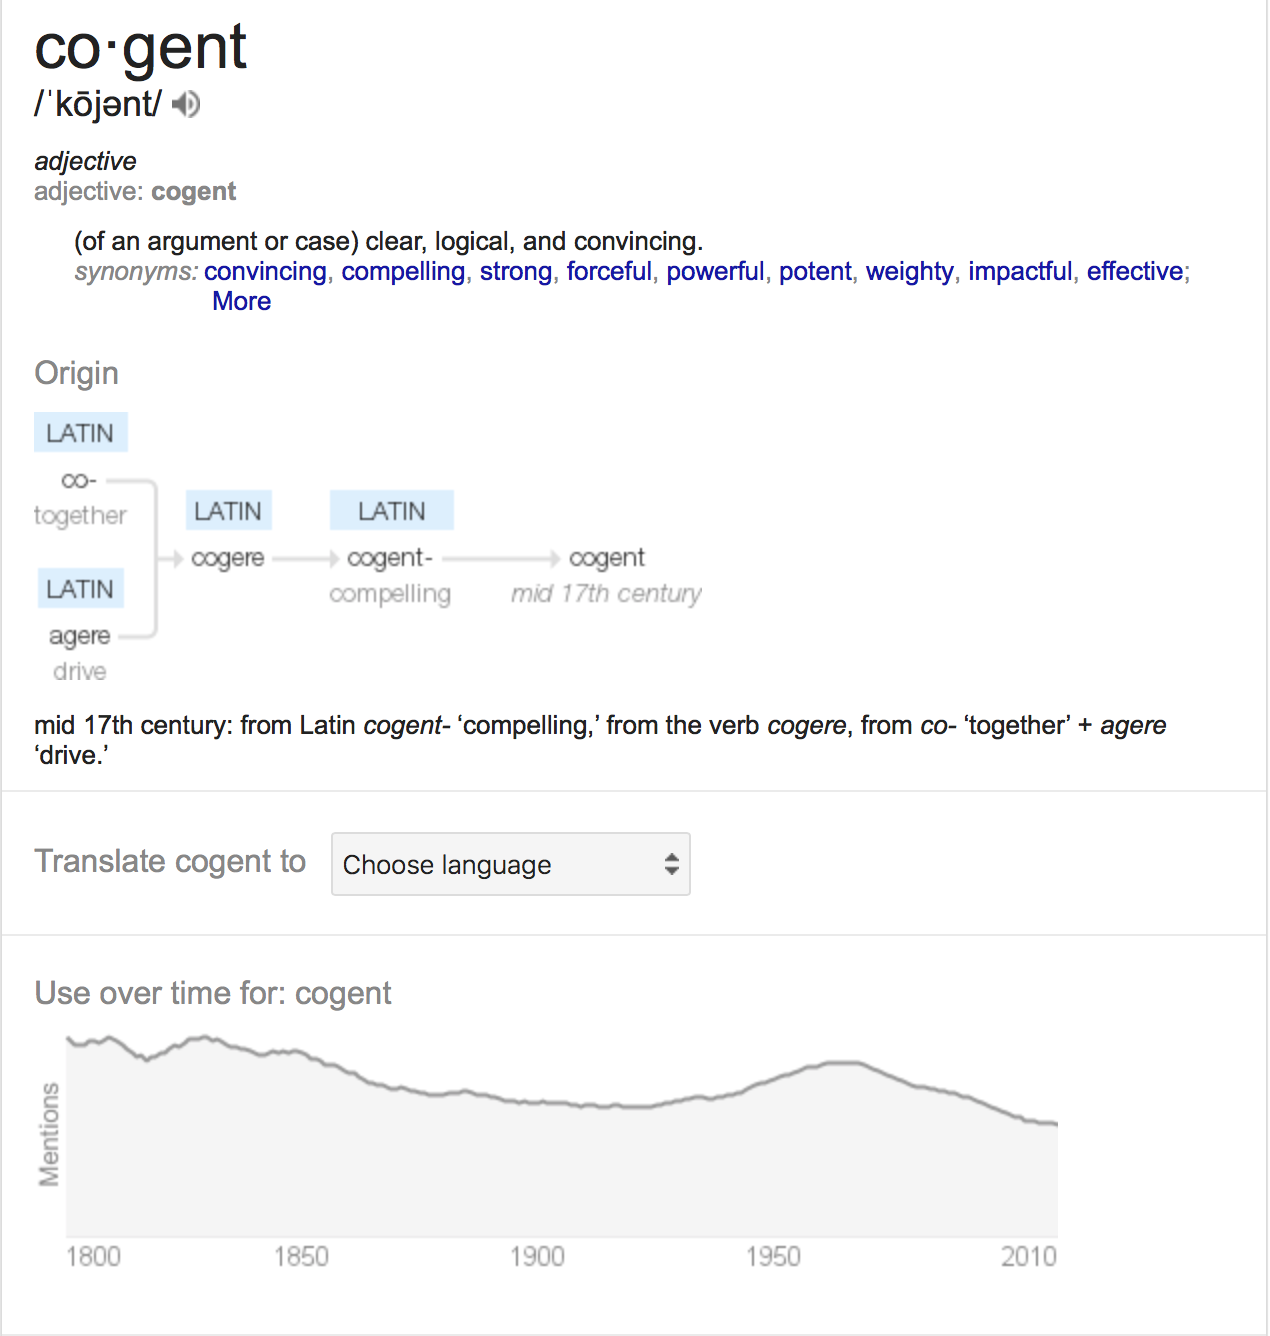 co·gent
/ˈkōjənt/
adjective
adjective: cogent
(of an argument or case) clear, logical, and convincing.
synonyms: convincing, compelling, strong, forceful, powerful, potent, weighty, impactful, effective;
More
Origin
LATIN
co-
together
LATIN
agere
drive
LATIN
cogere
LATIN
cogent-
compelling
cogent
mid 17th century
mid 17th century: from Latin cogent- ‘compelling,’ from the verb cogere, from co- ‘together’ + agere
‘drive.’
Translate cogent to
Choose language
Use over time for: cogent
Mentions
1800 1850 1900 1950 2010